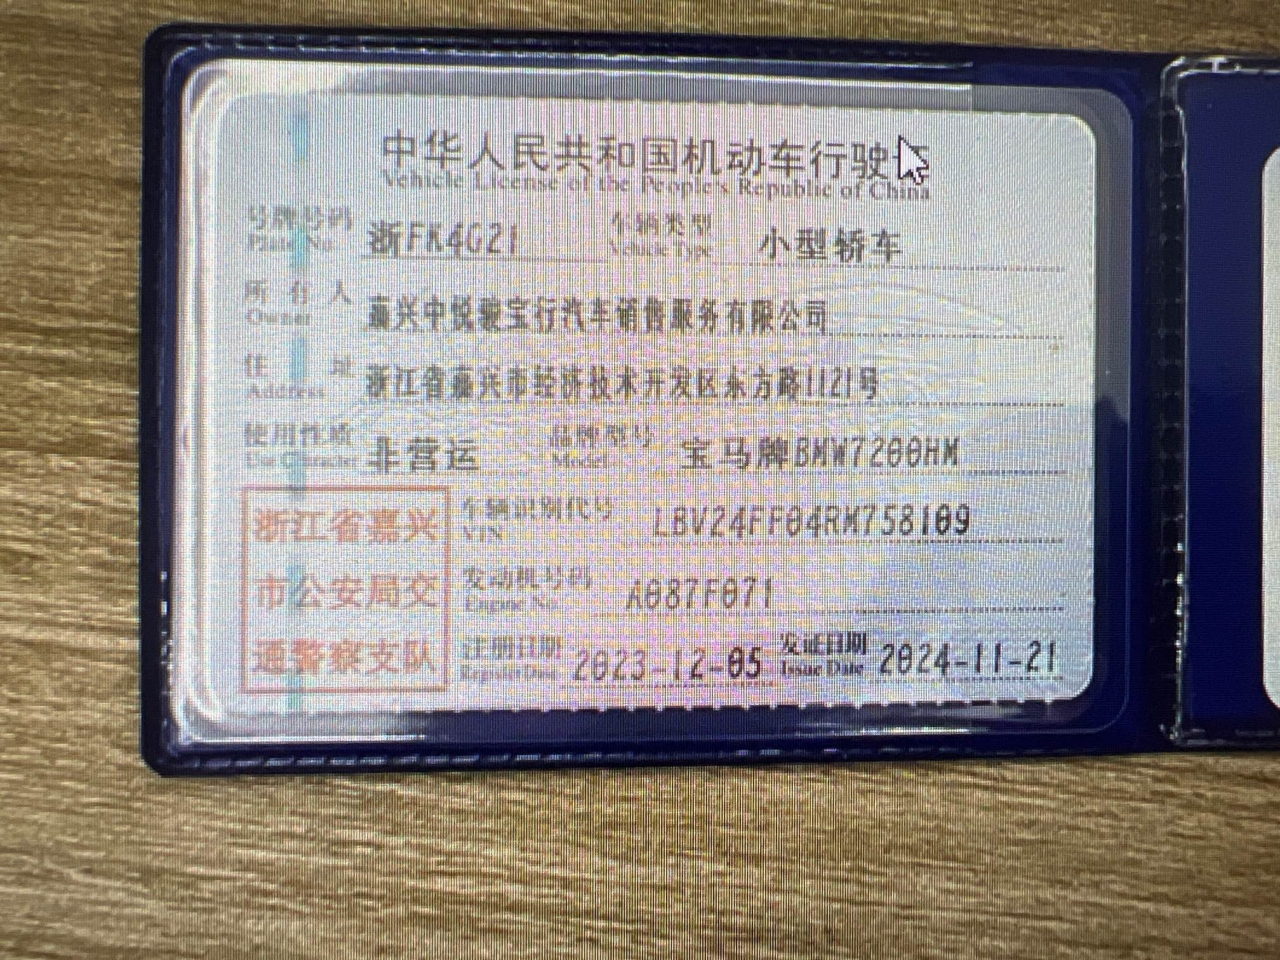 中华人民共和国机动车行驶证
Vehicle License of the People's Republic of China
号牌号码 浙FK4G21 车辆类型 小型轿车
Plate No. Vehicle Type
所有人 嘉兴中悦骏宝行汽车销售服务有限公司
Owner
住址 浙江省嘉兴市经济技术开发区东方路1121号
Address
使用性质 非营运 品牌型号 宝马牌BMW7200HM
Use Character Model
浙江省嘉兴
市公安局交
通警察支队
车辆识别代号 LBV24FF04RM758109
VIN
发动机号码 A087F071
Engine No.
注册日期 2023-12-05 发证日期 2024-11-21
Register Date Issue Date